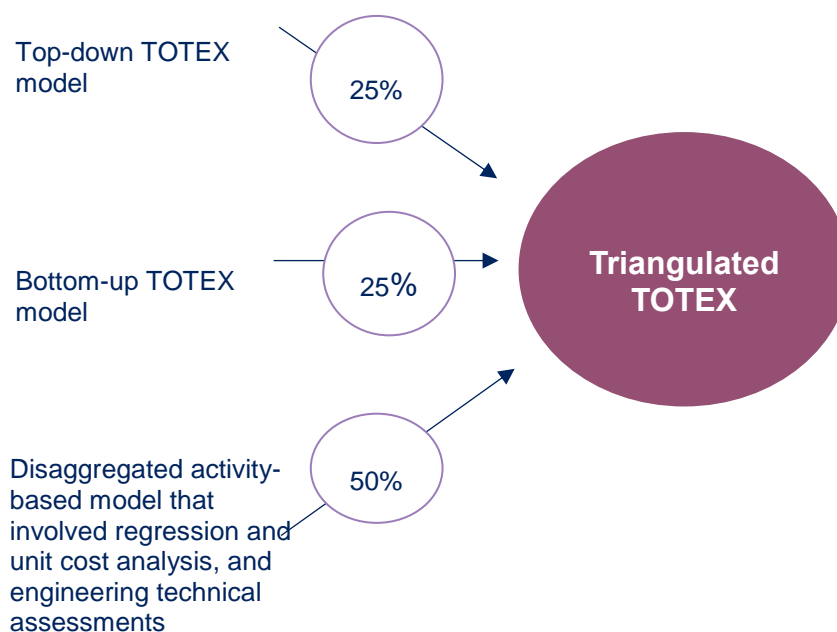 Top-down TOTEX
model
25%
Bottom-up TOTEX
model
25%
Triangulated
TOTEX
Disaggregated activity-
based model that
involved regression and
unit cost analysis, and
engineering technical
assessments
50%